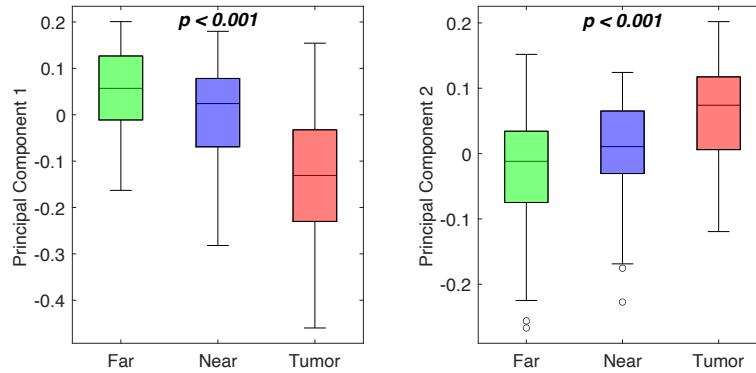 p < 0.001
Principal Component 1
0.2
0.1
0
-0.1
-0.2
-0.3
-0.4
Far Near Tumor
p < 0.001
Principal Component 2
0.2
0.1
0
-0.1
-0.2
Far Near Tumor